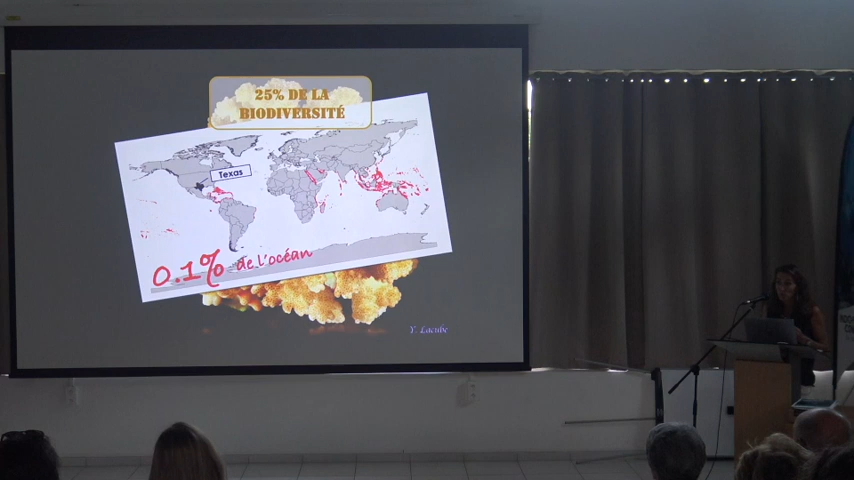 25% DE LA
BIODIVERSITÉ
Texas
0.1% de l'océan
Y. Lacube